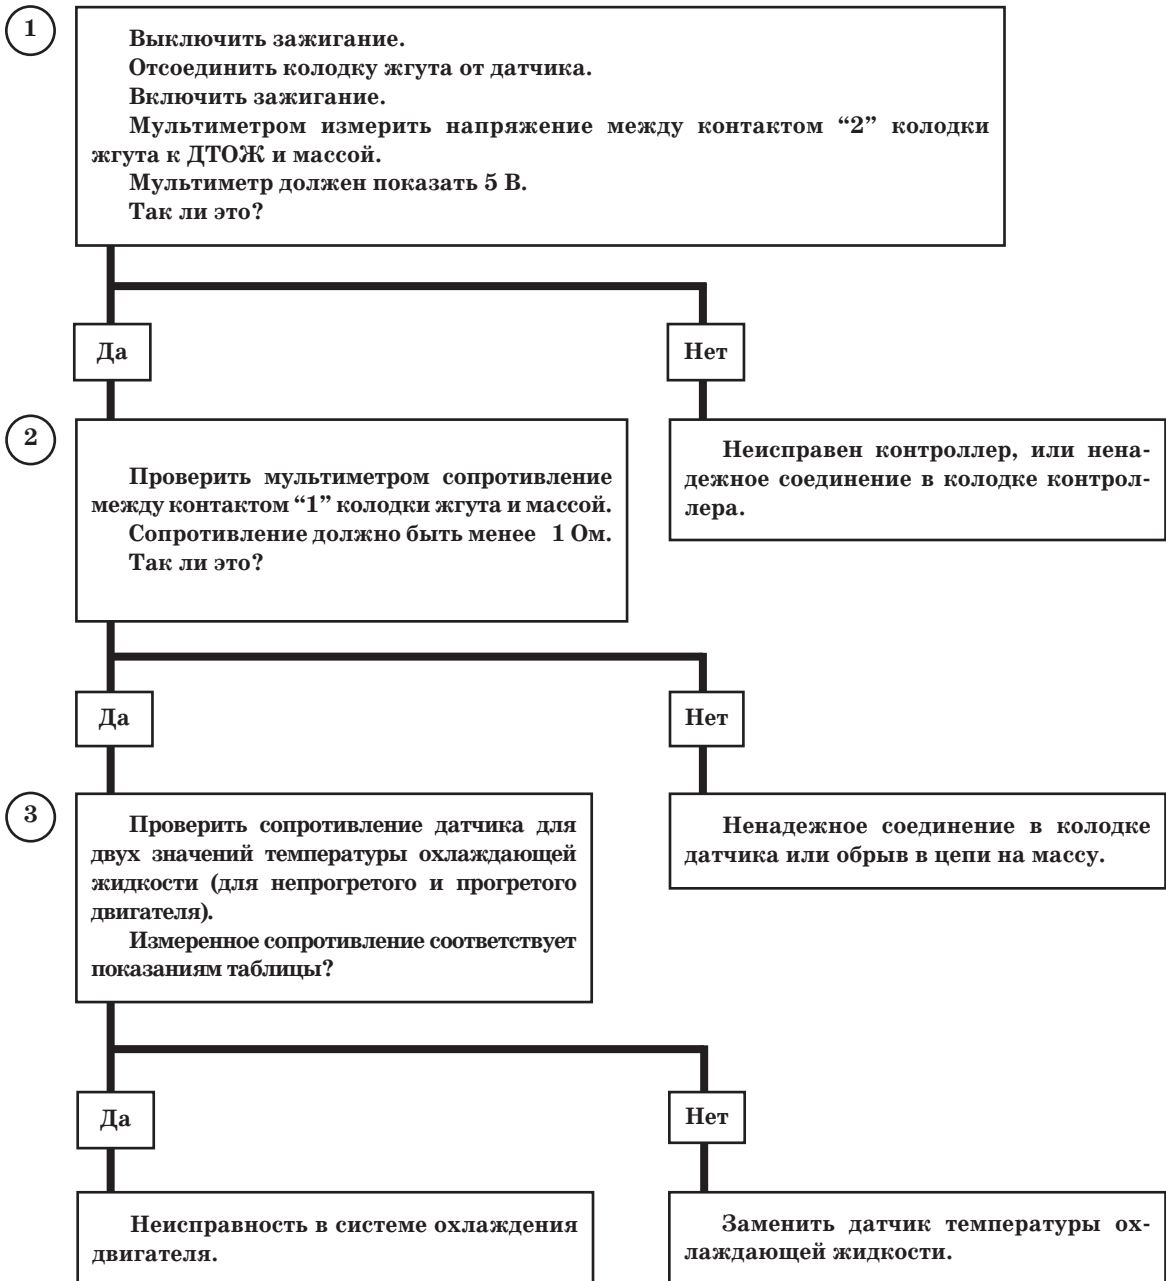 1
Выключить зажигание.
Отсоединить колодку жгута от датчика.
Включить зажигание.
Мультиметром измерить напряжение между контактом “2” колодки
жгута к ДТОЖ и массой.
Мультиметр должен показать 5 В.
Так ли это?
Да
Нет
2
Проверить мультиметром сопротивление
между контактом “1” колодки жгута и массой.
Сопротивление должно быть менее 1 Ом.
Так ли это?
Неисправен контроллер, или нена-
дежное соединение в колодке контрол-
лера.
Да
Нет
3
Проверить сопротивление датчика для
двух значений температуры охлаждающей
жидкости (для непрогретого и прогретого
двигателя).
Измеренное сопротивление соответствует
показаниям таблицы?
Ненадежное соединение в колодке
датчика или обрыв в цепи на массу.
Да
Нет
Неисправность в системе охлаждения
двигателя.
Заменить датчик температуры ох-
лаждающей жидкости.